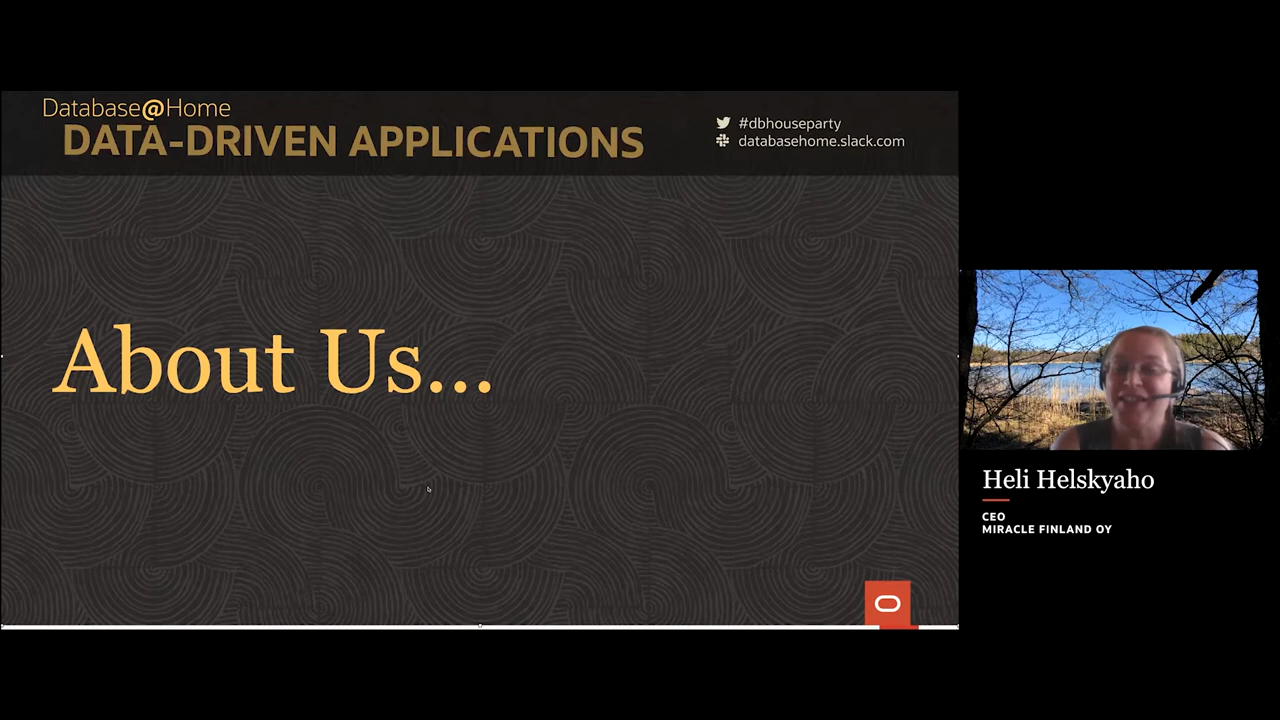 Database@Home
DATA-DRIVEN APPLICATIONS
#dbhouseparty
databasehome.slack.com
About Us...
Heli Helskyaho
CEO
MIRACLE FINLAND OY